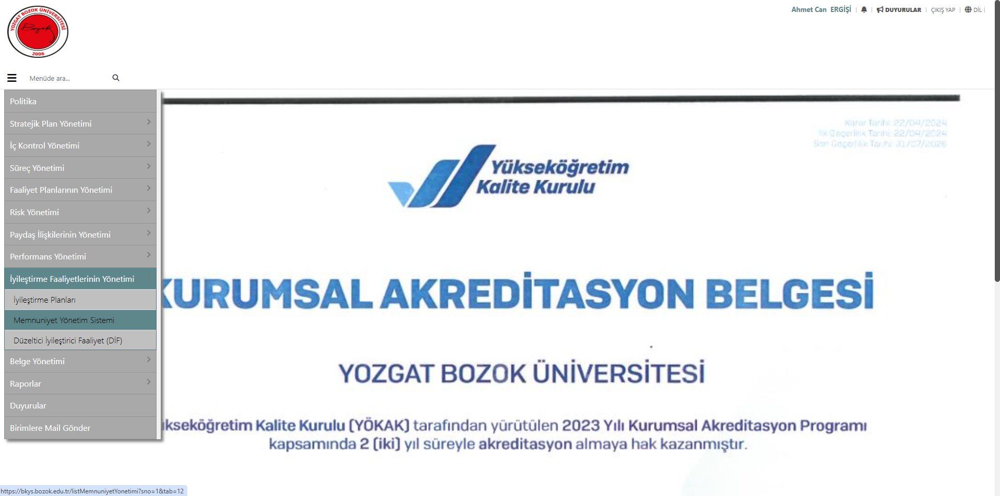 YOZGAT BOZOK ÜNİVERSİTESİ
Bozok
2006
Ahmet Can ERGİŞİ | | DUYURULAR | ÇIKIŞ YAP | DİL |
Menüde ara...
Politika
Stratejik Plan Yönetimi
İç Kontrol Yönetimi
Süreç Yönetimi
Faaliyet Planlarının Yönetimi
Risk Yönetimi
Paydaş İlişkilerinin Yönetimi
Performans Yönetimi
İyileştirme Faaliyetlerinin Yönetimi
İyileştirme Planları
Memnuniyet Yönetim Sistemi
Düzeltici İyileştirici Faaliyet (DİF)
Belge Yönetimi
Raporlar
Duyurular
Birimlere Mail Gönder
Karar Tarihi: 22/04/2024
İlk Geçerlilik Tarihi: 22/04/2024
Son Geçerlilik Tarihi: 31/07/2026
Yükseköğretim
Kalite Kurulu
KURUMSAL AKREDİTASYON BELGESİ
YOZGAT BOZOK ÜNİVERSİTESİ
kseköğretim Kalite Kurulu (YÖKAK) tarafından yürütülen 2023 Yılı Kurumsal Akreditasyon Programı
kapsamında 2 (iki) yıl süreyle akreditasyon almaya hak kazanmıştır.
https://bkys.bozok.edu.tr/listMemnuniyetYonetimi?sno=1&tab=12